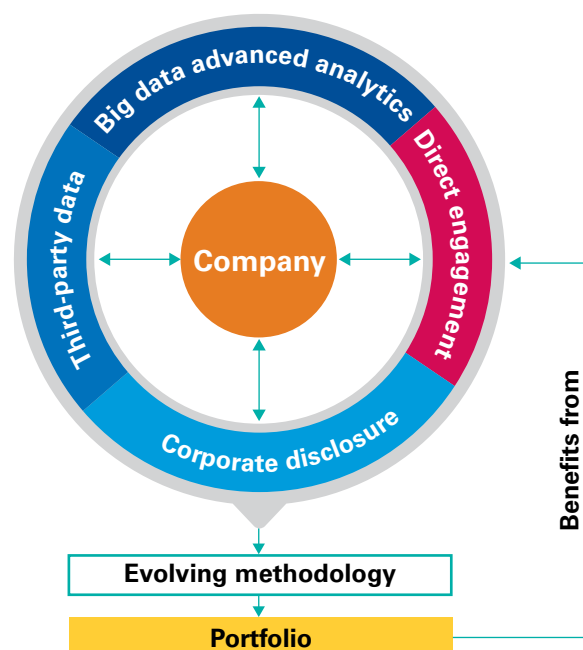 Big data advanced analytics
Direct engagement
Third-party data
Company
Corporate disclosure
Benefits from
Evolving methodology
Portfolio